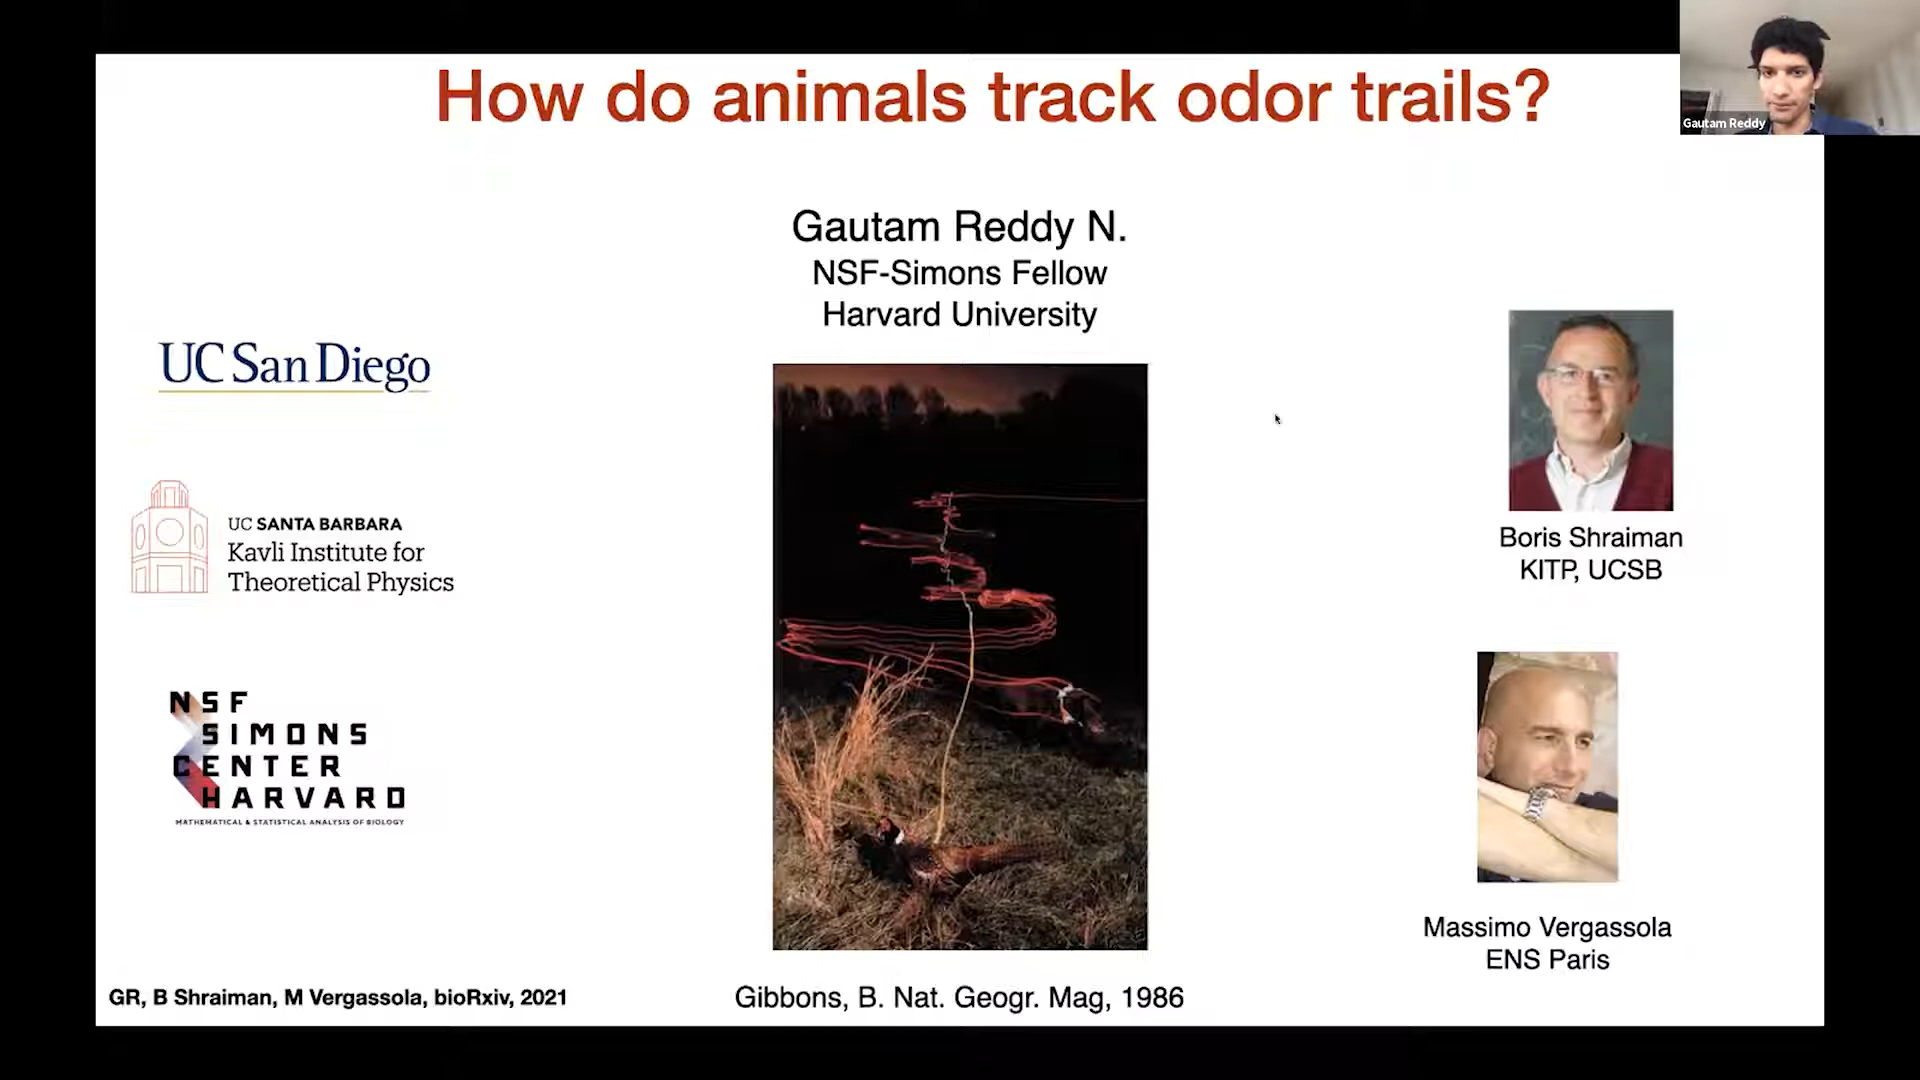 How do animals track odor trails?
Gautam Reddy
Gautam Reddy N.
NSF-Simons Fellow
Harvard University
UC San Diego
UC SANTA BARBARA
Kavli Institute for
Theoretical Physics
NSF
SIMONS
CENTER
HARVARD
MATHEMATICAL & STATISTICAL ANALYSIS OF BIOLOGY
Boris Shraiman
KITP, UCSB
Massimo Vergassola
ENS Paris
GR, B Shraiman, M Vergassola, bioRxiv, 2021
Gibbons, B. Nat. Geogr. Mag, 1986